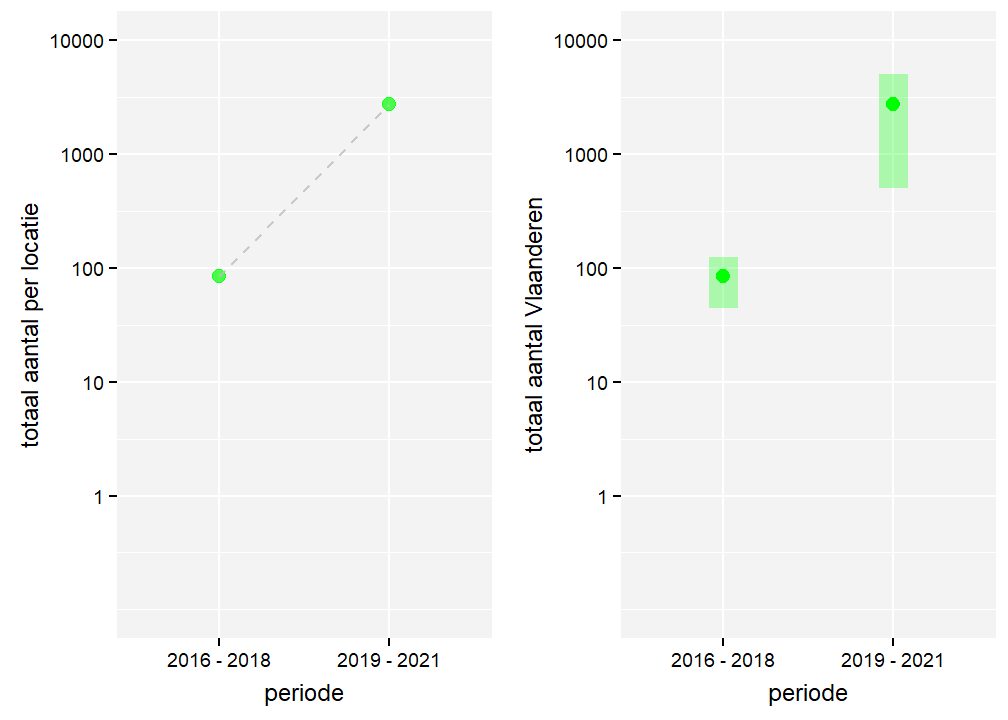 totaal aantal per locatie
10000
1000
100
10
1
2016 - 2018
2019 - 2021
periode
totaal aantal Vlaanderen
10000
1000
100
10
1
2016 - 2018
2019 - 2021
periode